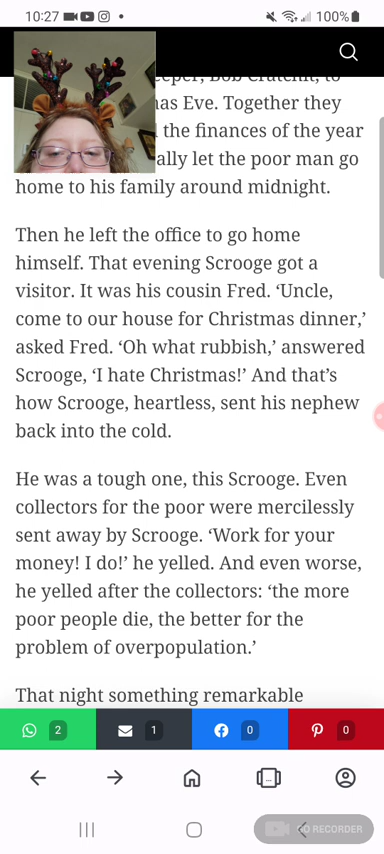 10:27 100%
eeper, Bob Cratchit, to
as Eve. Together they
the finances of the year
ally let the poor man go
home to his family around midnight.
Then he left the office to go home
himself. That evening Scrooge got a
visitor. It was his cousin Fred. ‘Uncle,
come to our house for Christmas dinner,’
asked Fred. ‘Oh what rubbish,’ answered
Scrooge, ‘I hate Christmas!’ And that’s
how Scrooge, heartless, sent his nephew
back into the cold.
He was a tough one, this Scrooge. Even
collectors for the poor were mercilessly
sent away by Scrooge. ‘Work for your
money! I do!’ he yelled. And even worse,
he yelled after the collectors: ‘the more
poor people die, the better for the
problem of overpopulation.’
That night something remarkable
2 1 0 0
RECORDER